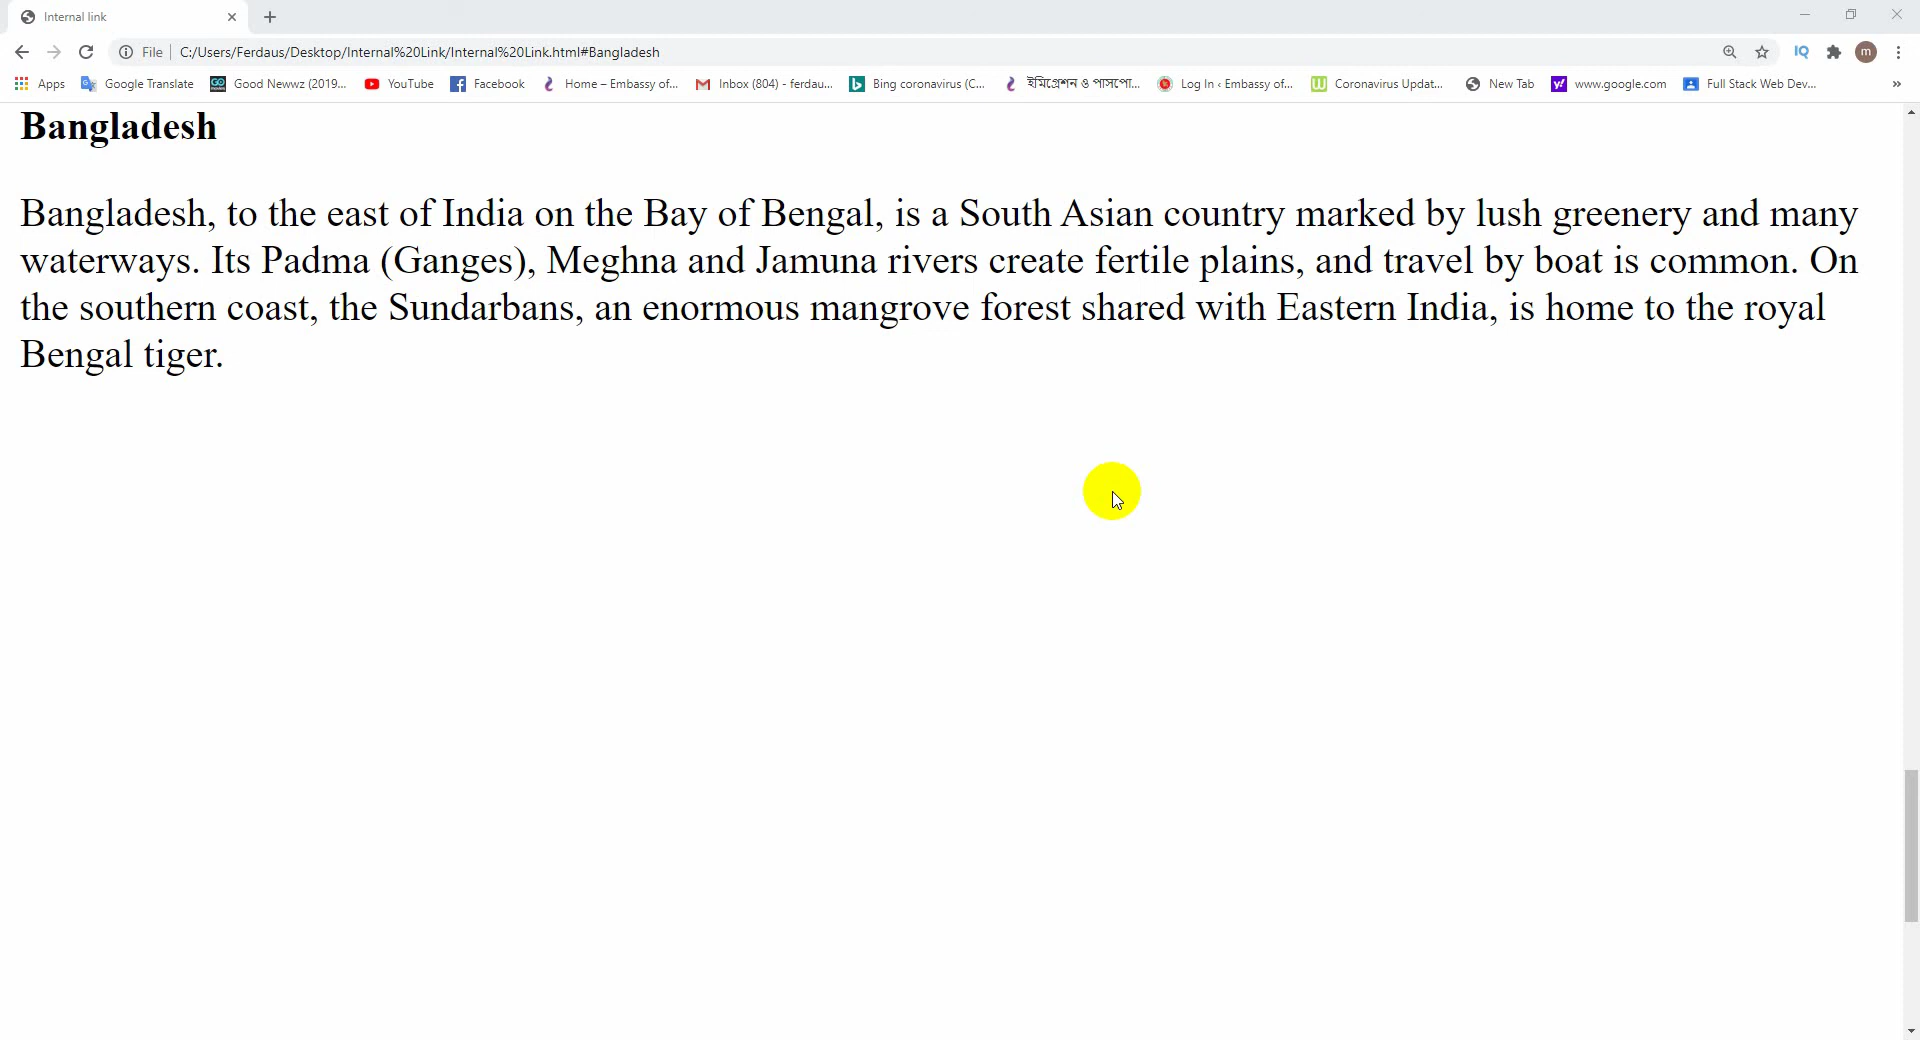 Internal link
File
C:/Users/Ferdaus/Desktop/Internal%20Link/Internal%20Link.html#Bangladesh
IQ
m
Apps
Google Translate
Good Newwz (2019...
YouTube
Facebook
Home – Embassy of...
Inbox (804) - ferdau...
Bing coronavirus (C...
ইমিগ্রেশন ও পাসপো...
Log In ‹ Embassy of...
Coronavirus Updat...
New Tab
www.google.com
Full Stack Web Dev...
»
Bangladesh
Bangladesh, to the east of India on the Bay of Bengal, is a South Asian country marked by lush greenery and many
waterways. Its Padma (Ganges), Meghna and Jamuna rivers create fertile plains, and travel by boat is common. On
the southern coast, the Sundarbans, an enormous mangrove forest shared with Eastern India, is home to the royal
Bengal tiger.